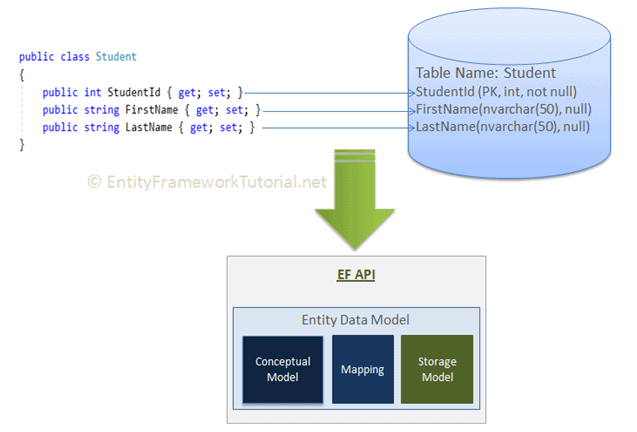 public class Student
{
public int StudentId { get; set; }
public string FirstName { get; set; }
public string LastName { get; set; }
}
Table Name: Student
StudentId (PK, int, not null)
FirstName(nvarchar(50), null)
LastName(nvarchar(50), null)
© EntityFrameworkTutorial.net
EF API
Entity Data Model
Conceptual
Model
Mapping
Storage
Model